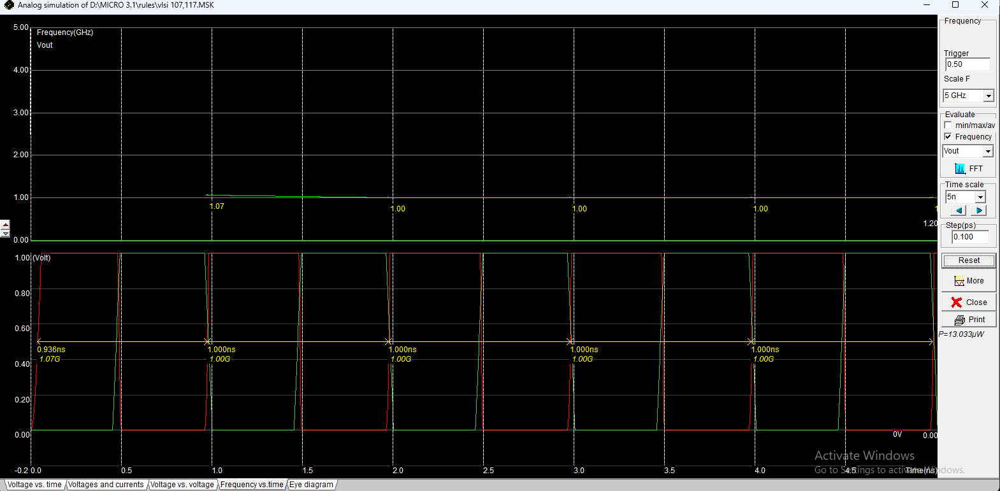 Analog simulation of D:\MICRO 3.1\rules\vlsi 107,117.MSK
Frequency
5.00
Frequency(GHz)
Vout
Trigger
0.50
4.00
Scale F
5 GHz
3.00
Evaluate
min/max/av
Frequency
Vout
2.00
FFT
Time scale
5n
1.00
1.07
1.00
1.00
1.00
1.20
Step(ps)
0.100
0.00
1.00 (Volt)
Reset
More
0.80
Close
Print
0.60
P=13.033µW
0.936ns
1.000ns
1.000ns
1.000ns
1.000ns
1.07G
1.00G
1.00G
1.00G
1.00G
0.40
0.20
0.00
0V
0.00
Activate Windows
Go to Settings to activate Windows.
-0.2 0.0 0.5 1.0 1.5 2.0 2.5 3.0 3.5 4.0 4.5 Time(ns)
Voltage vs. time Voltages and currents Voltage vs. voltage Frequency vs.time Eye diagram